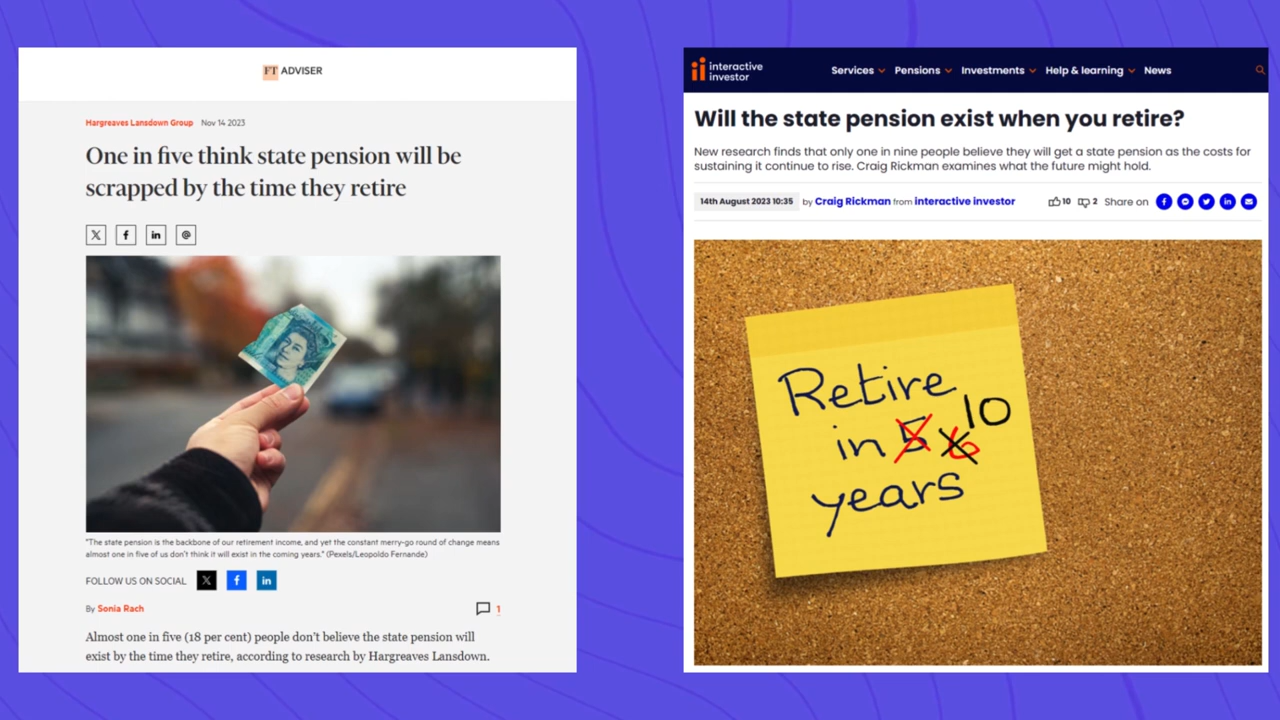 FT ADVISER
Hargreaves Lansdown Group Nov 14 2023
One in five think state pension will be
scrapped by the time they retire
"The state pension is the backbone of our retirement income, and yet the constant merry-go round of change means
almost one in five of us don't think it will exist in the coming years." (Pexels/Leopoldo Fernande)
FOLLOW US ON SOCIAL
By Sonia Rach
1
Almost one in five (18 per cent) people don't believe the state pension will
exist by the time they retire, according to research by Hargreaves Lansdown.
interactive
investor
Services Pensions Investments Help & learning News
Will the state pension exist when you retire?
New research finds that only one in nine people believe they will get a state pension as the costs for
sustaining it continue to rise. Craig Rickman examines what the future might hold.
14th August 2023 10:35 by Craig Rickman from interactive investor 10 2 Share on
Retire
in 5 6 10
years